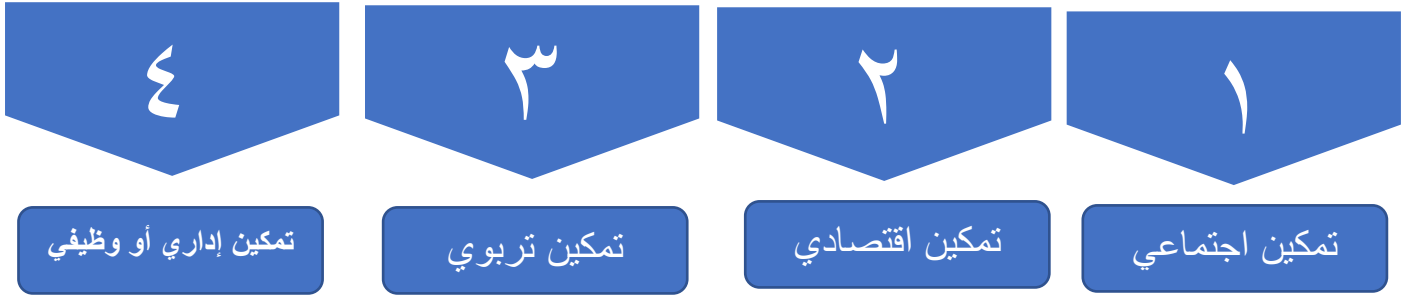 ١
٢
٣
٤
تمكين اجتماعي
تمكين اقتصادي
تمكين تربوي
تمكين إداري أو وظيفي